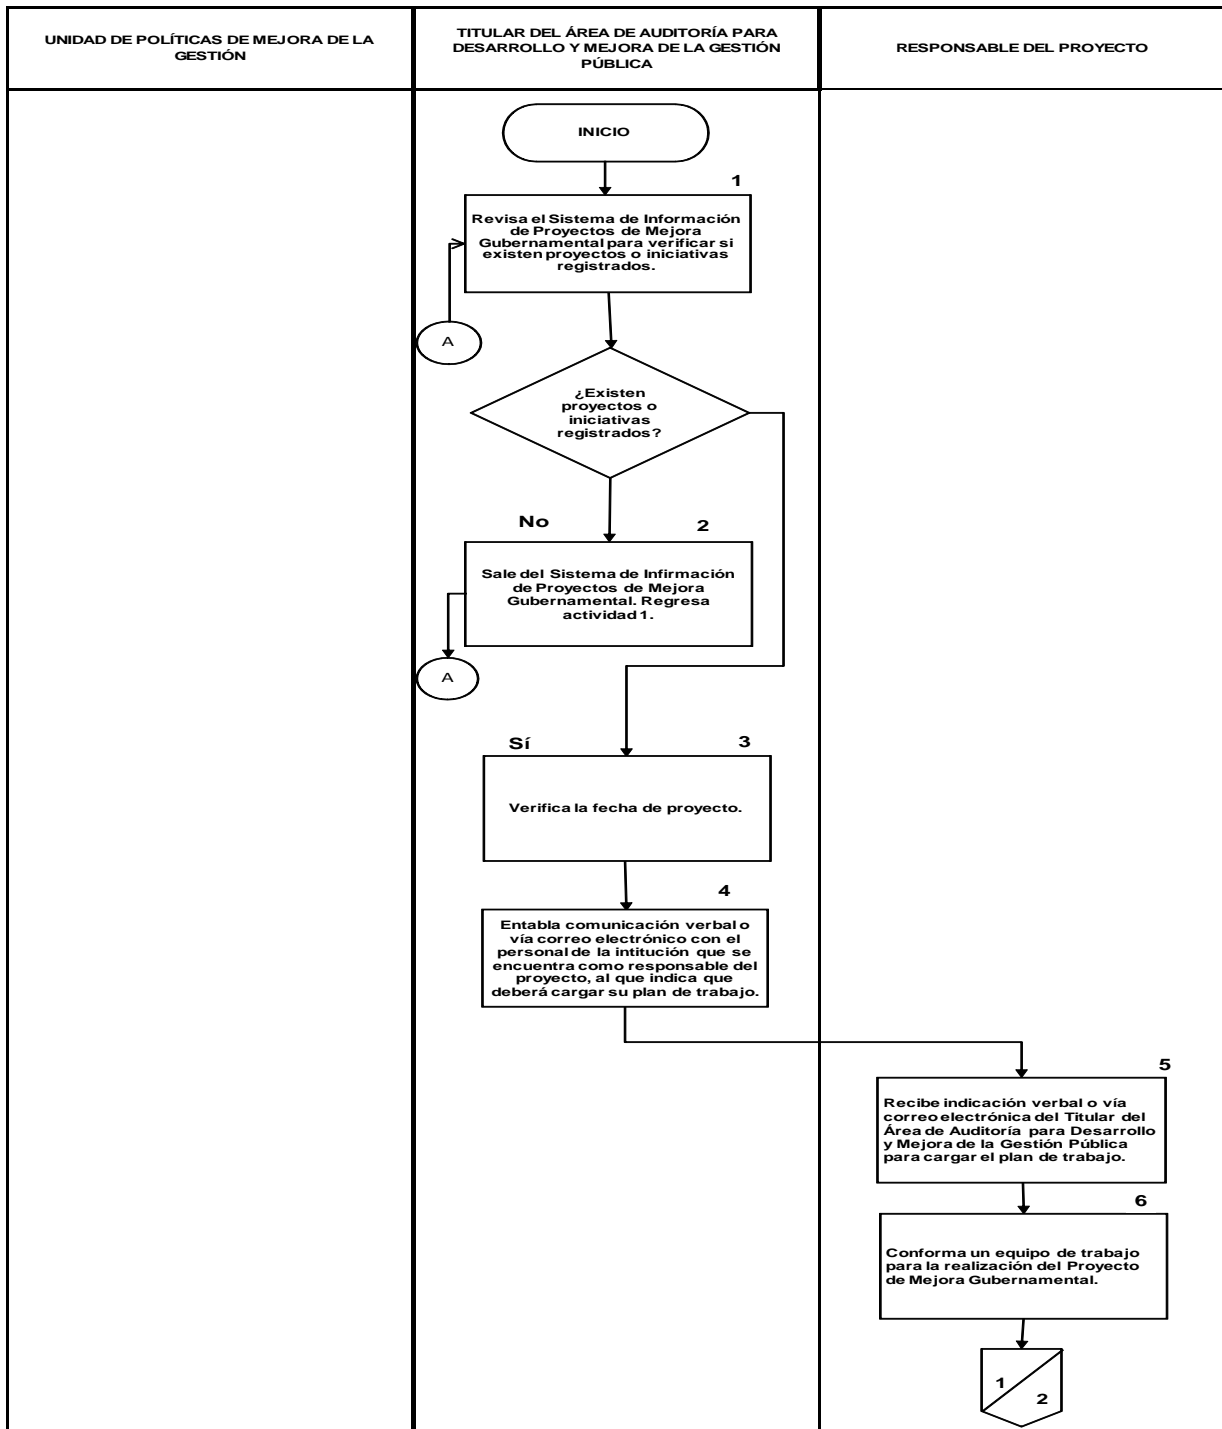 UNIDAD DE POLÍTICAS DE MEJORA DE LA
GESTIÓN
TITULAR DEL ÁREA DE AUDITORÍA PARA
DESARROLLO Y MEJORA DE LA GESTIÓN
PÚBLICA
RESPONSABLE DEL PROYECTO
INICIO
1
Revisa el Sistema de Información
de Proyectos de Mejora
Gubernamental para verificar si
existen proyectos o iniciativas
registrados.
A
¿Existen
proyectos o
iniciativas
registrados?
No
2
Sale del Sistema de Infirmación
de Proyectos de Mejora
Gubernamental. Regresa
actividad 1.
A
Sí
3
Verifica la fecha de proyecto.
4
Entabla comunicación verbal o
vía correo electrónico con el
personal de la intitución que se
encuentra como responsable del
proyecto, al que indica que
deberá cargar su plan de trabajo.
5
Recibe indicación verbal o vía
correo electrónica del Titular del
Área de Auditoría para Desarrollo
y Mejora de la Gestión Pública
para cargar el plan de trabajo.
6
Conforma un equipo de trabajo
para la realización del Proyecto
de Mejora Gubernamental.
1
2